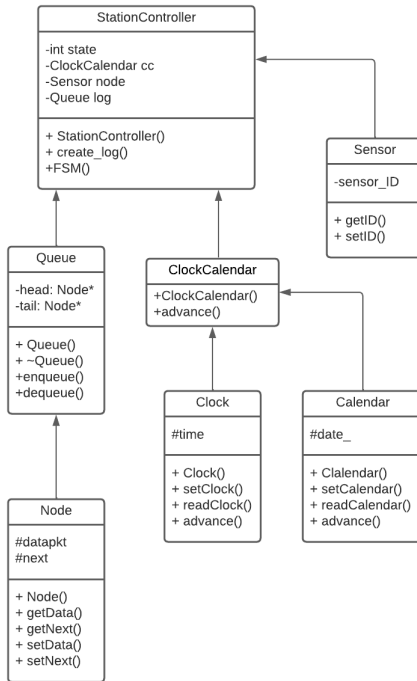 StationController
-int state
-ClockCalendar cc
-Sensor node
-Queue log
+ StationController()
+ create_log()
+FSM()
Sensor
-sensor_ID
+ getID()
+ setID()
Queue
-head: Node*
-tail: Node*
+ Queue()
+ ~Queue()
+enqueue()
+dequeue()
ClockCalendar
+ClockCalendar()
+advance()
Clock
#time
+ Clock()
+ setClock()
+ readClock()
+ advance()
Calendar
#date_
+ Clalendar()
+ setCalendar()
+ readCalendar()
+ advance()
Node
#datapkt
#next
+ Node()
+ getData()
+ getNext()
+ setData()
+ setNext()